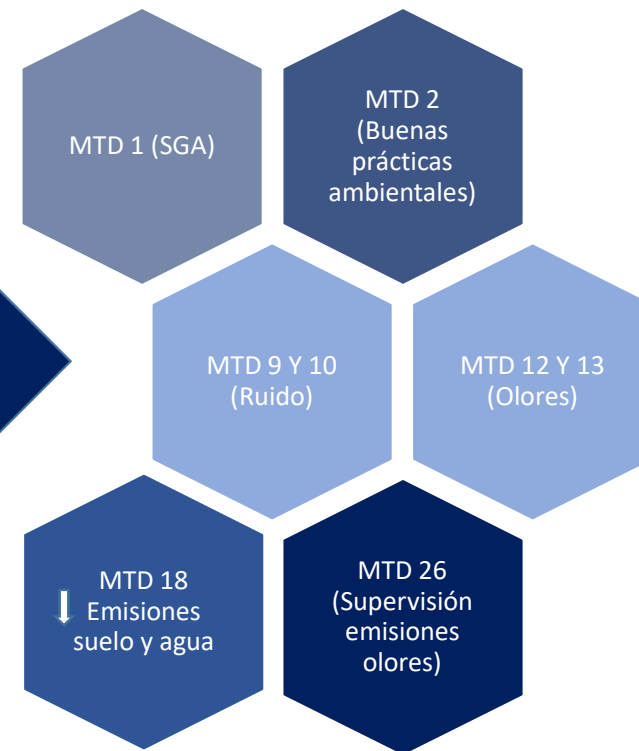 MTD 1 (SGA)
MTD 2
(Buenas
prácticas
ambientales)
MTD 9 Y 10
(Ruido)
MTD 12 Y 13
(Olores)
MTD 18
Emisiones
suelo y agua
MTD 26
(Supervisión
emisiones
olores)